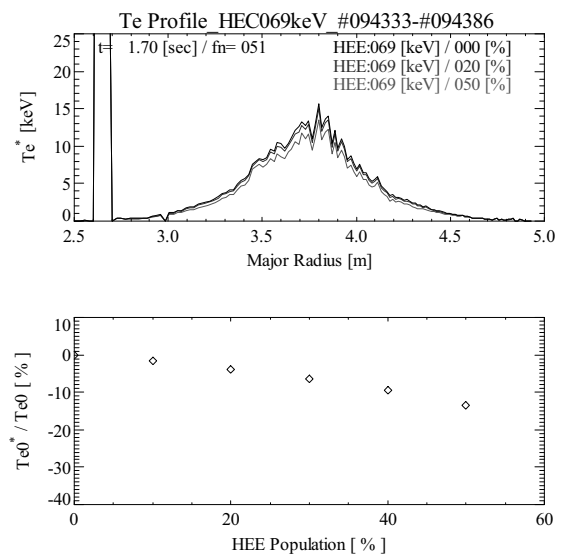 Te Profile_HEC069keV_#094333-#094386
t= 1.70 [sec] / fn= 051
HEE:069 [keV] / 000 [%]
HEE:069 [keV] / 020 [%]
HEE:069 [keV] / 050 [%]
25
20
15
10
5
0
Te* [keV]
2.5 3.0 3.5 4.0 4.5 5.0
Major Radius [m]
10
0
-10
-20
-30
-40
Te0* / Te0 [ % ]
0 20 40 60
HEE Population [ % ]